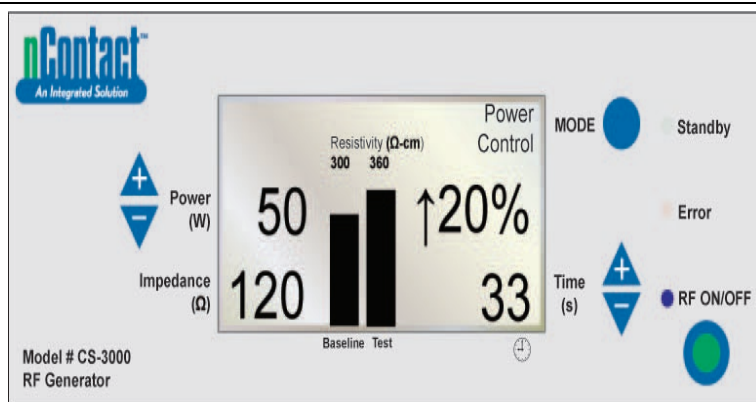 nContact™
An Integrated Solution
Power
Control
MODE
Standby
Resistivity (Ω-cm)
300 360
Power
(W)
50
↑20%
Error
Impedance
(Ω)
120
33
Time
(s)
RF ON/OFF
Baseline Test
Model # CS-3000
RF Generator